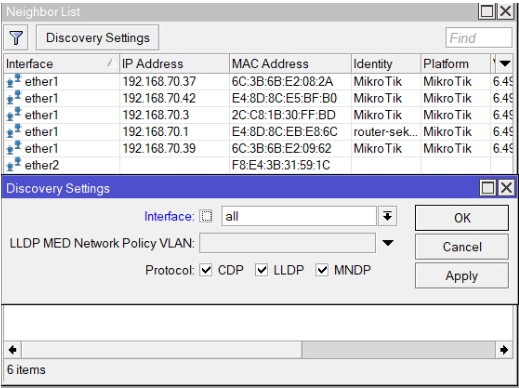 Neighbor List
Discovery Settings Find
Interface IP Address MAC Address Identity Platform
ether1 192.168.70.37 6C:3B:6B:E2:08:2A MikroTik MikroTik 6.49
ether1 192.168.70.42 E4:8D:8C:E5:BF:B0 MikroTik MikroTik 6.49
ether1 192.168.70.3 2C:C8:1B:30:FF:BD MikroTik MikroTik 6.49
ether1 192.168.70.1 E4:8D:8C:EB:E8:6C router-sek... MikroTik 6.49
ether1 192.168.70.39 6C:3B:6B:E2:09:62 MikroTik MikroTik 6.49
ether2 F8:E4:3B:31:59:1C
Discovery Settings
Interface: all OK
LLDP MED Network Policy VLAN: Cancel
Protocol: CDP LLDP MNDP Apply
6 items